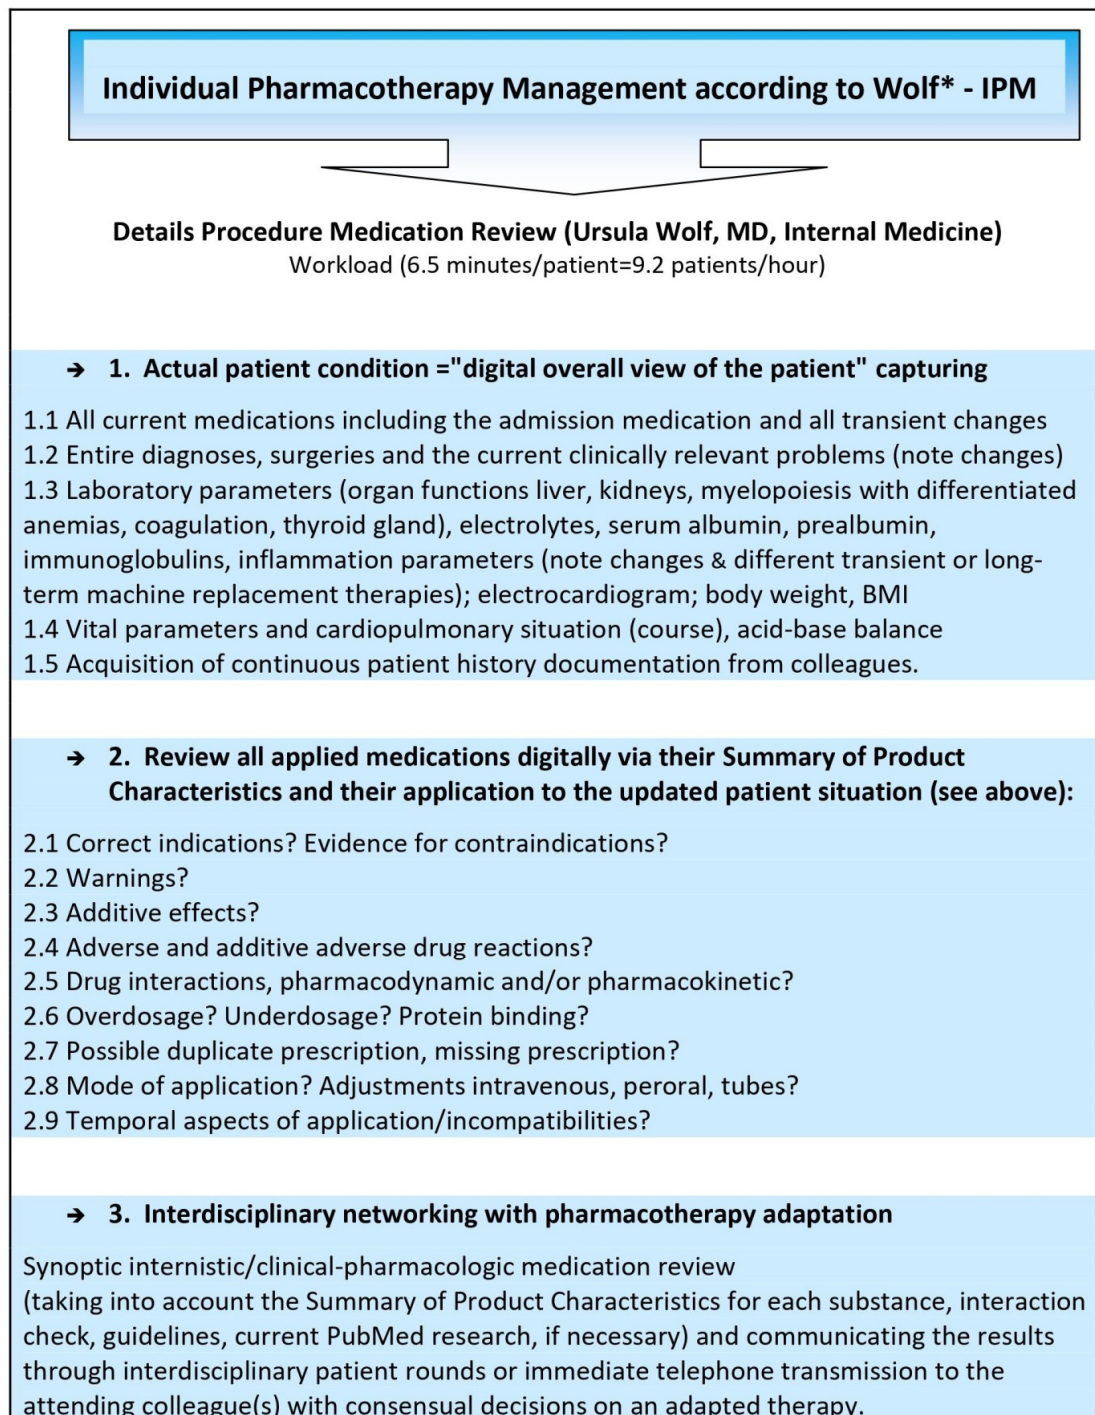 Individual Pharmacotherapy Management according to Wolf* - IPM
Details Procedure Medication Review (Ursula Wolf, MD, Internal Medicine)
Workload (6.5 minutes/patient=9.2 patients/hour)
➔ 1. Actual patient condition ="digital overall view of the patient" capturing
1.1 All current medications including the admission medication and all transient changes
1.2 Entire diagnoses, surgeries and the current clinically relevant problems (note changes)
1.3 Laboratory parameters (organ functions liver, kidneys, myelopoiesis with differentiated
anemias, coagulation, thyroid gland), electrolytes, serum albumin, prealbumin,
immunoglobulins, inflammation parameters (note changes & different transient or long-
term machine replacement therapies); electrocardiogram; body weight, BMI
1.4 Vital parameters and cardiopulmonary situation (course), acid-base balance
1.5 Acquisition of continuous patient history documentation from colleagues.
➔ 2. Review all applied medications digitally via their Summary of Product
Characteristics and their application to the updated patient situation (see above):
2.1 Correct indications? Evidence for contraindications?
2.2 Warnings?
2.3 Additive effects?
2.4 Adverse and additive adverse drug reactions?
2.5 Drug interactions, pharmacodynamic and/or pharmacokinetic?
2.6 Overdosage? Underdosage? Protein binding?
2.7 Possible duplicate prescription, missing prescription?
2.8 Mode of application? Adjustments intravenous, peroral, tubes?
2.9 Temporal aspects of application/incompatibilities?
➔ 3. Interdisciplinary networking with pharmacotherapy adaptation
Synoptic internistic/clinical-pharmacologic medication review
(taking into account the Summary of Product Characteristics for each substance, interaction
check, guidelines, current PubMed research, if necessary) and communicating the results
through interdisciplinary patient rounds or immediate telephone transmission to the
attending colleague(s) with consensual decisions on an adapted therapy.